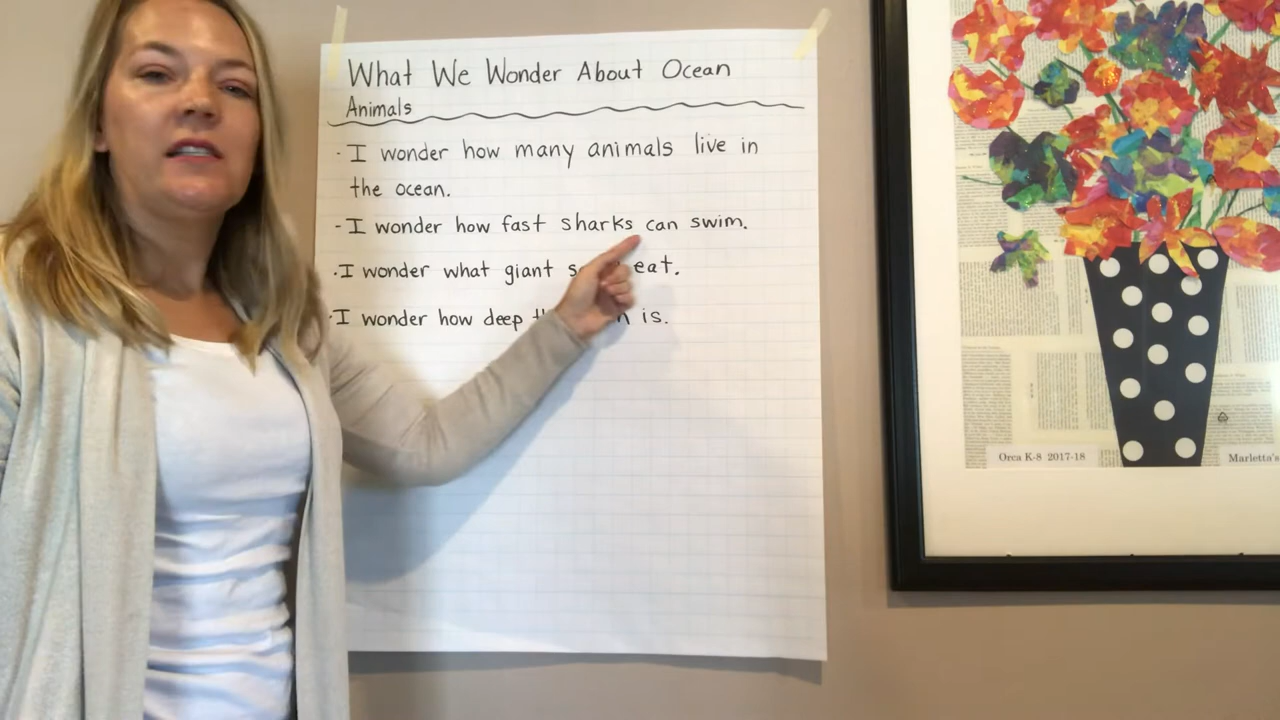 What We Wonder About Ocean
Animals
· I wonder how many animals live in
the ocean.
- I wonder how fast sharks can swim.
· I wonder what giant eat.
· I wonder how deep is.
Orca K-8 2017-18
Marletta's